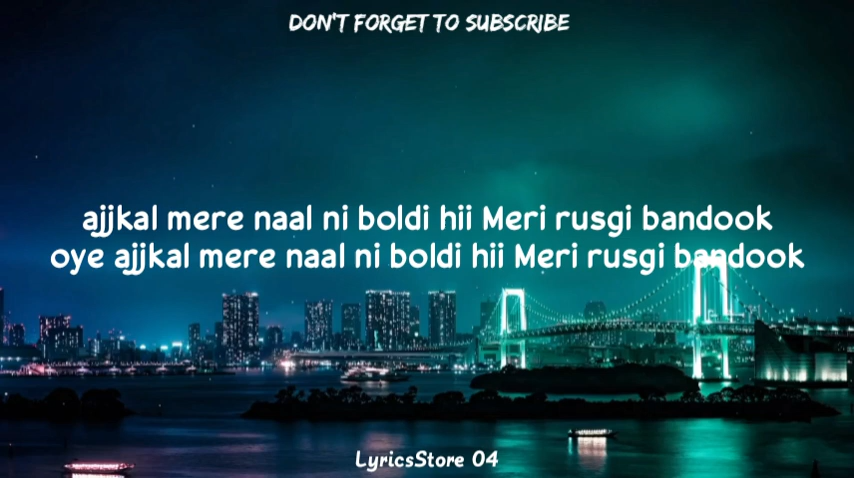 DON'T FORGET TO SUBSCRIBE
ajjkal mere naal ni boldi hii Meri rusgi bandook
oye ajjkal mere naal ni boldi hii Meri rusgi bandook
LyricsStore 04